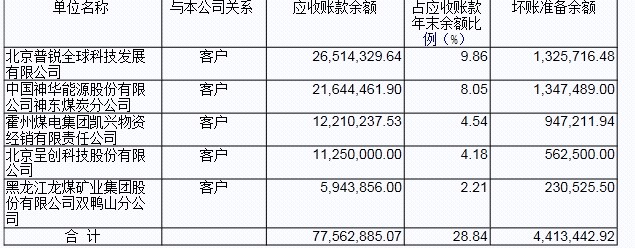 单位名称 与本公司关系 应收账款余额 占应收账款年末余额比例(%) 坏账准备余额
北京普锐全球科技发展有限公司 客户 26,514,329.64 9.86 1,325,716.48
中国神华能源股份有限公司神东煤炭分公司 客户 21,644,461.90 8.05 1,347,489.00
霍州煤电集团凯兴物资经销有限责任公司 客户 12,210,237.53 4.54 947,211.94
北京呈创科技股份有限公司 客户 11,250,000.00 4.18 562,500.00
黑龙江龙煤矿业集团股份有限公司双鸭山分公司 客户 5,943,856.00 2.21 230,525.50
合 计 77,562,885.07 28.84 4,413,442.92